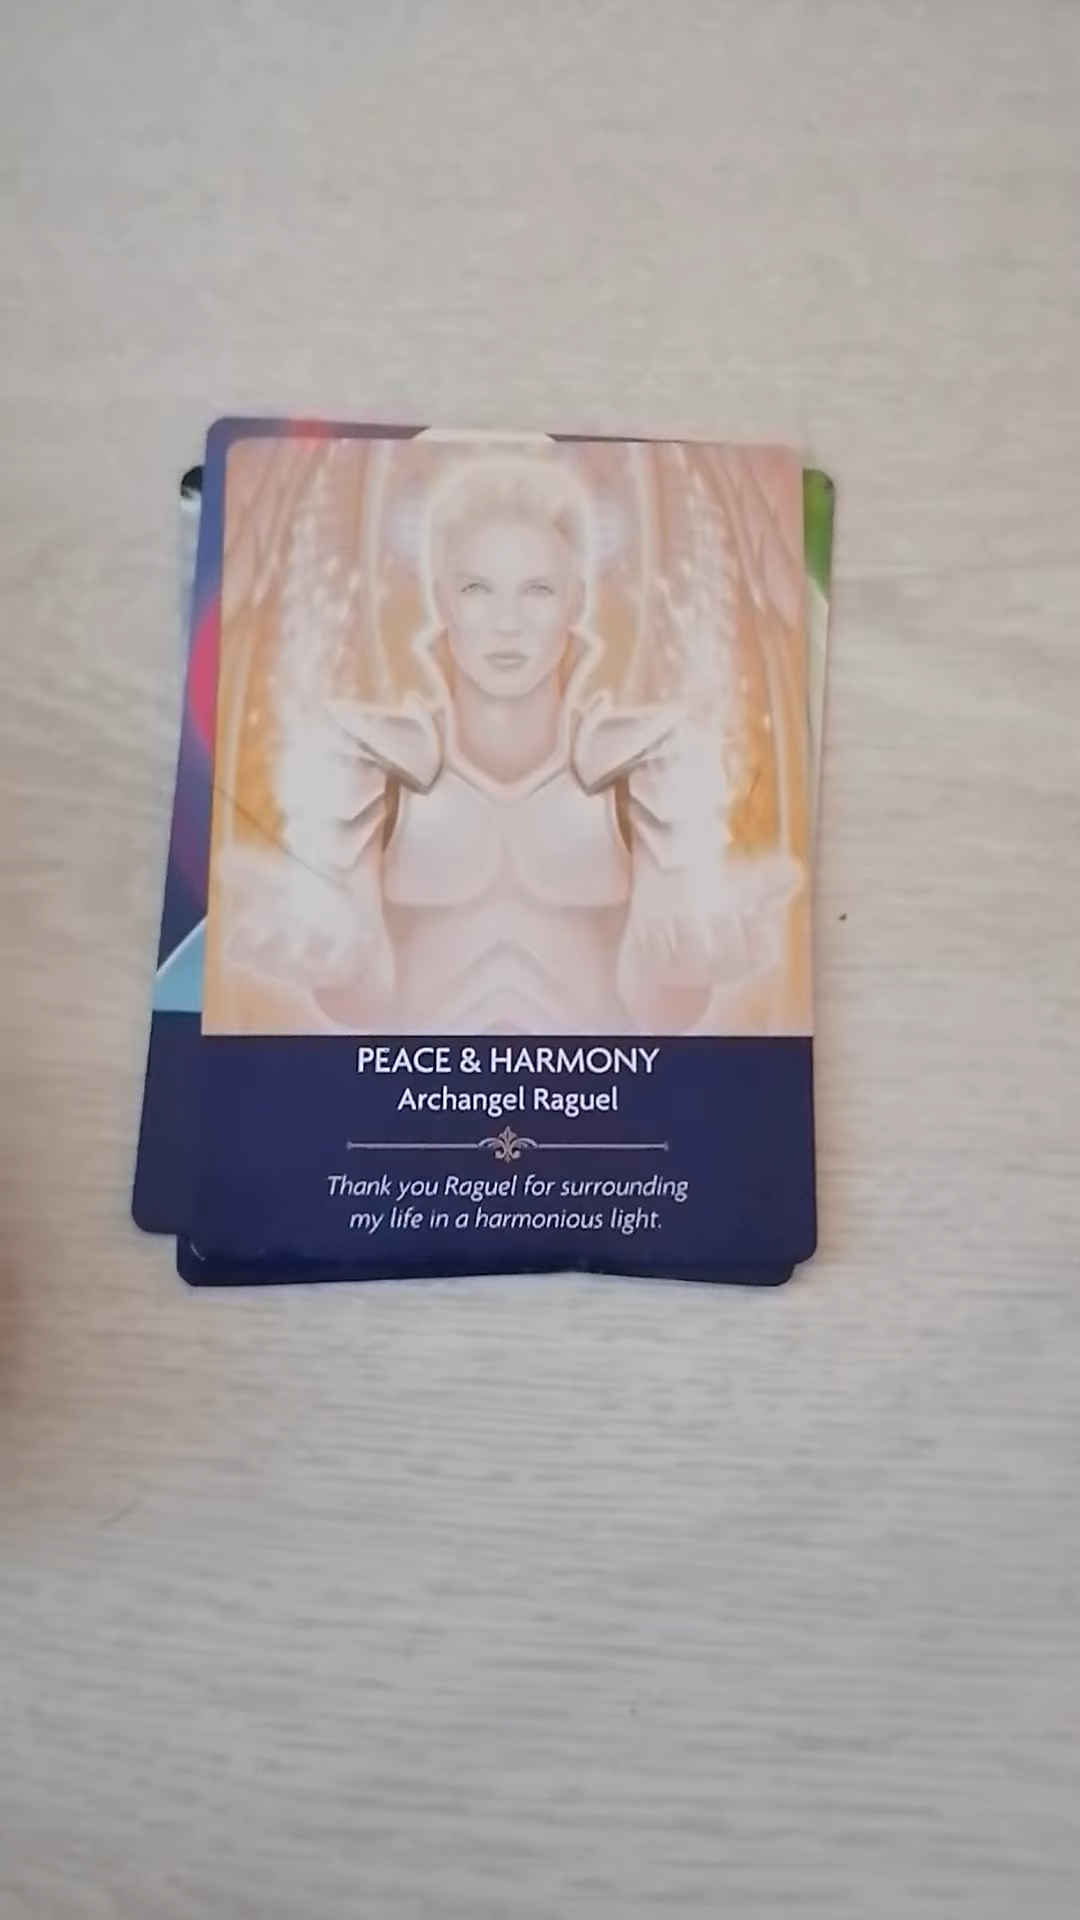 PEACE & HARMONY
Archangel Raguel
Thank you Raguel for surrounding
my life in a harmonious light.